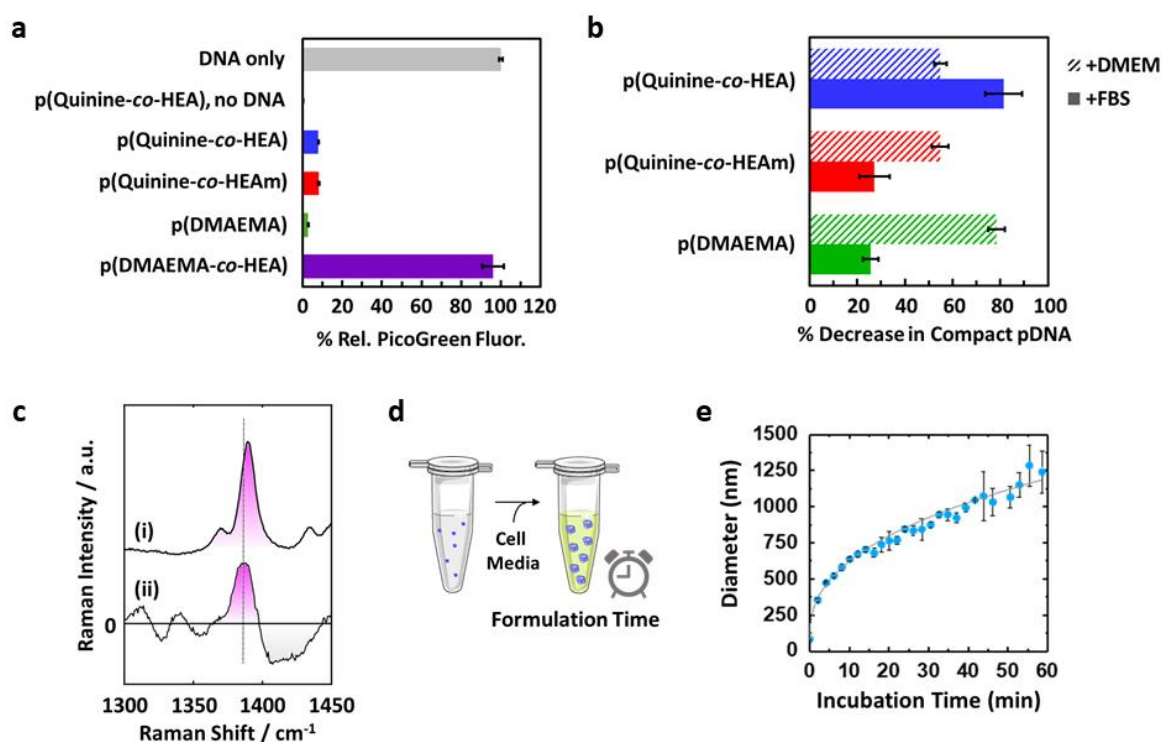 a
DNA only
p(Quinine-co-HEA), no DNA
p(Quinine-co-HEA)
p(Quinine-co-HEAm)
p(DMAEMA)
p(DMAEMA-co-HEA)
0 20 40 60 80 100 120
% Rel. PicoGreen Fluor.
b
p(Quinine-co-HEA)
p(Quinine-co-HEAm)
p(DMAEMA)
0 20 40 60 80 100
% Decrease in Compact pDNA
+DMEM
+FBS
c
Raman Intensity / a.u.
(i)
(ii)
0
1300 1350 1400 1450
Raman Shift / cm-1
d
Cell
Media
Formulation Time
e
Diameter (nm)
1500
1250
1000
750
500
250
0
0 10 20 30 40 50 60
Incubation Time (min)